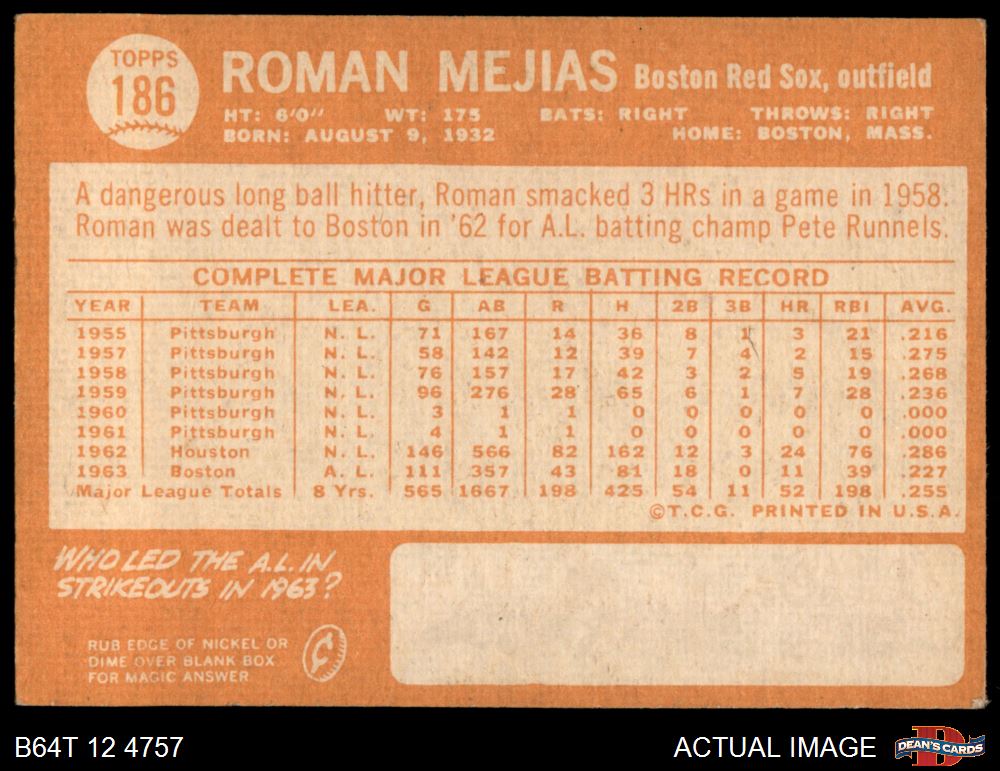 TOPPS
186
ROMAN MEJIAS Boston Red Sox, outfield
HT: 6'0" WT: 175 BATS: RIGHT THROWS: RIGHT
BORN: AUGUST 9, 1932 HOME: BOSTON, MASS.
A dangerous long ball hitter, Roman smacked 3 HRs in a game in 1958.
Roman was dealt to Boston in '62 for A.L. batting champ Pete Runnels.
COMPLETE MAJOR LEAGUE BATTING RECORD
YEAR TEAM LEA. G AB R H 2B 3B HR RBI AVG.
1955 Pittsburgh N. L. 71 167 14 36 8 1 3 21 .216
1957 Pittsburgh N. L. 58 142 12 39 7 4 2 15 .275
1958 Pittsburgh N. L. 76 157 17 42 3 2 5 19 .268
1959 Pittsburgh N. L. 96 276 28 65 6 1 7 28 .236
1960 Pittsburgh N. L. 3 1 1 0 0 0 0 0 .000
1961 Pittsburgh N. L. 4 1 1 0 0 0 0 0 .000
1962 Houston N. L. 146 566 82 162 12 3 24 76 .286
1963 Boston A. L. 111 357 43 81 18 0 11 39 .227
Major League Totals 8 Yrs. 565 1667 198 425 54 11 52 198 .255
©T.C.G. PRINTED IN U.S.A.
WHO LED THE A.L. IN
STRIKEOUTS IN 1963?
RUB EDGE OF NICKEL OR
DIME OVER BLANK BOX
FOR MAGIC ANSWER
B64T 12 4757 ACTUAL IMAGE
D
DEAN'S CARDS